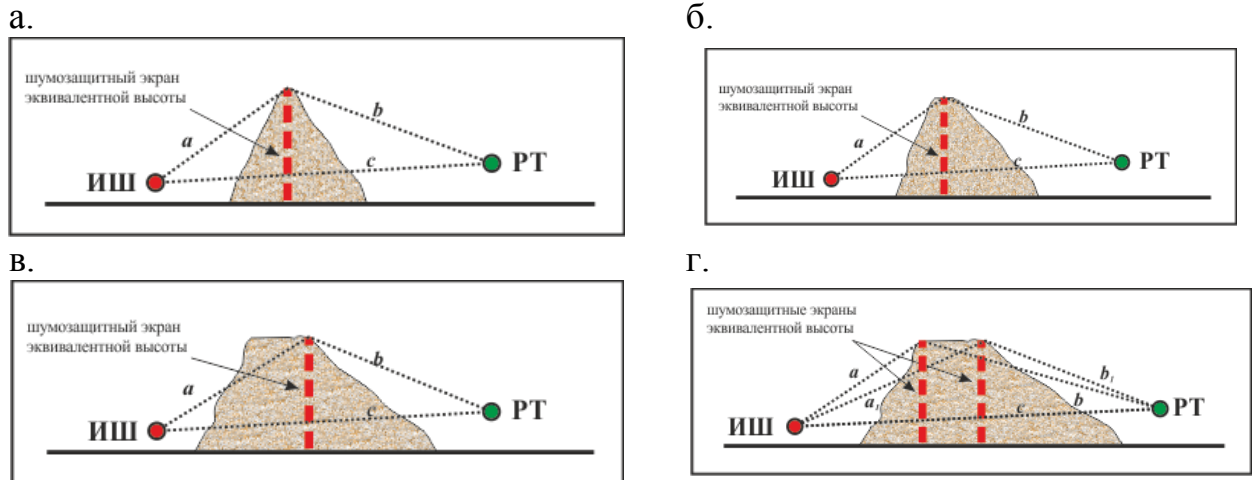 а.
шумозащитный экран
эквивалентной высоты
a
b
c
ИШ
РТ
б.
шумозащитный экран
эквивалентной высоты
a
b
c
ИШ
РТ
в.
шумозащитный экран
эквивалентной высоты
a
b
c
ИШ
РТ
г.
шумозащитные экраны
эквивалентной высоты
a
b₁
a₁
c
b
ИШ
РТ